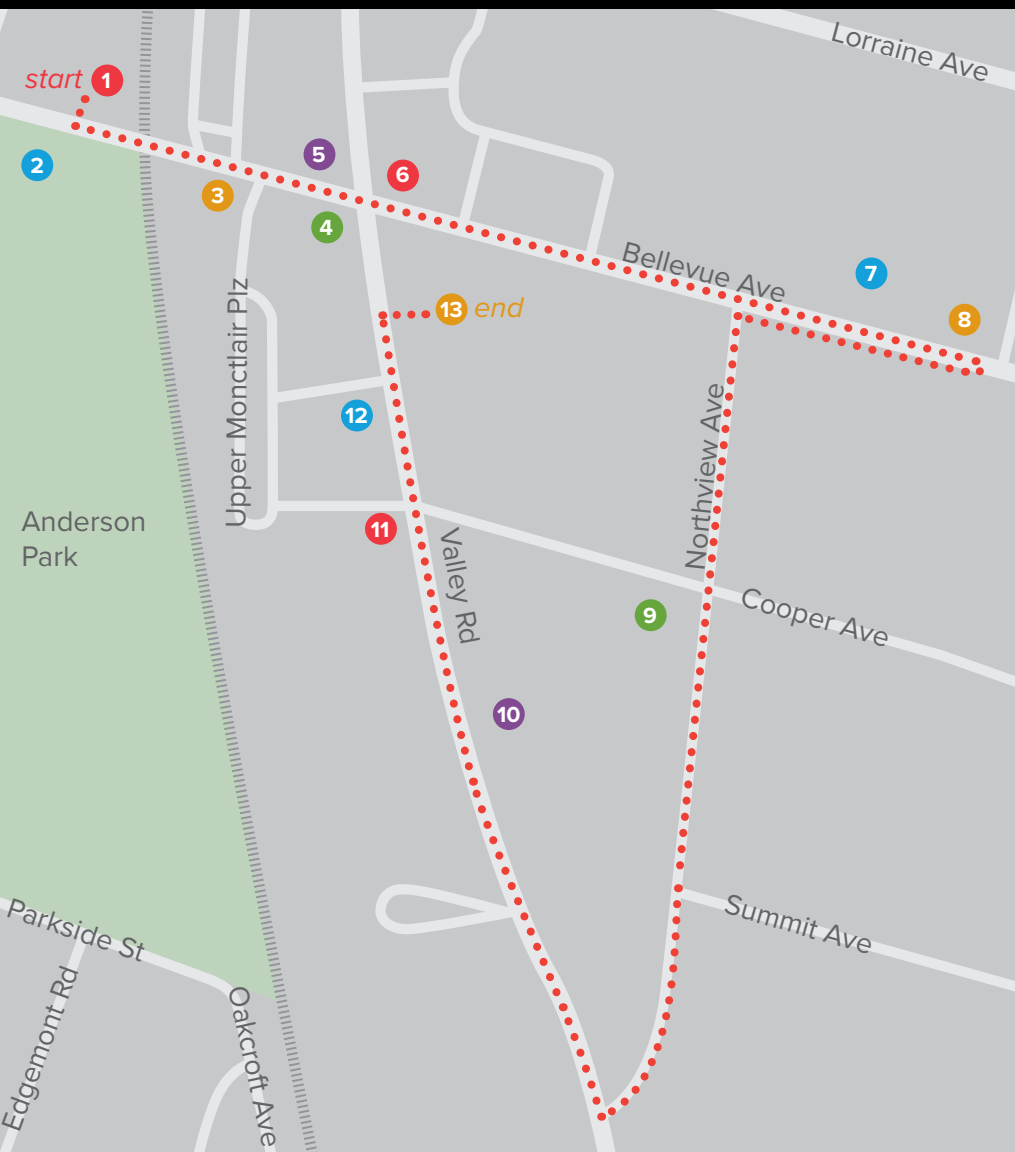 Lorraine Ave
start 1
2
5
6
3
4
Bellevue Ave
7
8
13 end
Upper Monctlair Plz
Northview Ave
12
Anderson
Park
11
Valley Rd
9
Cooper Ave
10
Parkside St
Summit Ave
Edgemont Rd
Oakcroft Ave